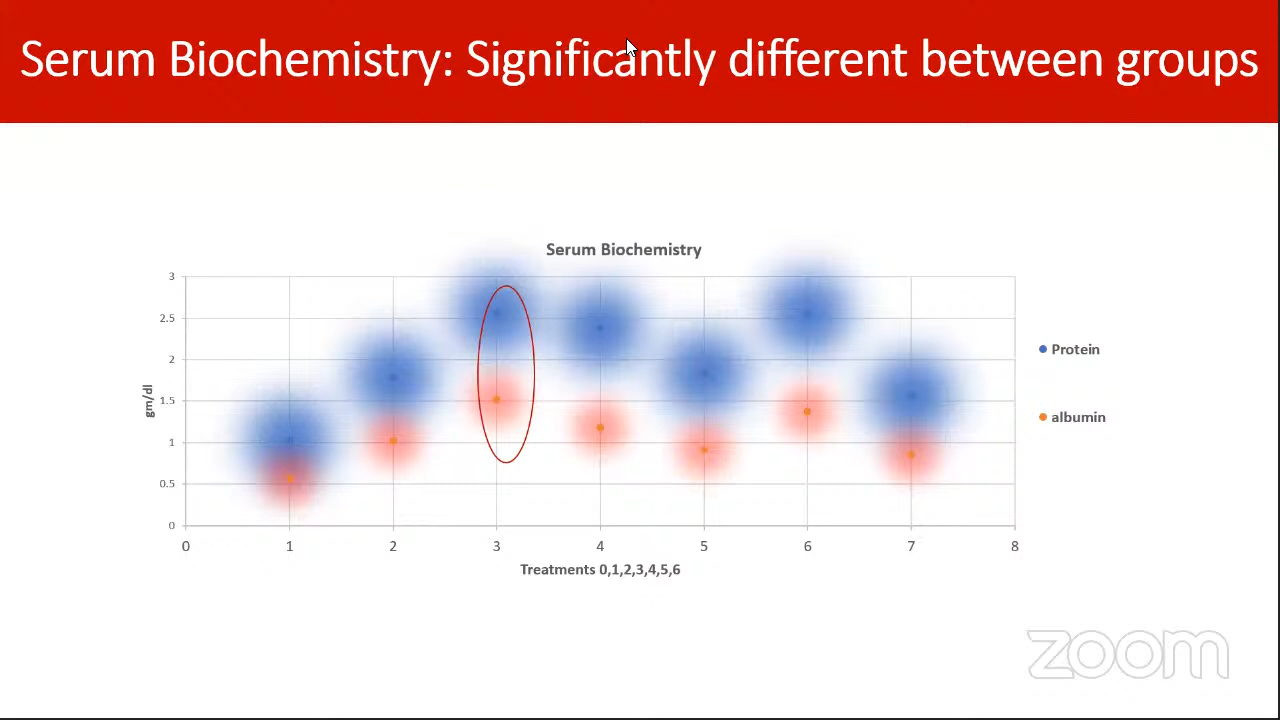 Serum Biochemistry: Significantly different between groups
Serum Biochemistry
3
2.5
2
1.5
1
0.5
0
gm/dl
0 1 2 3 4 5 6 7 8
Treatments 0,1,2,3,4,5,6
Protein
albumin
zoom